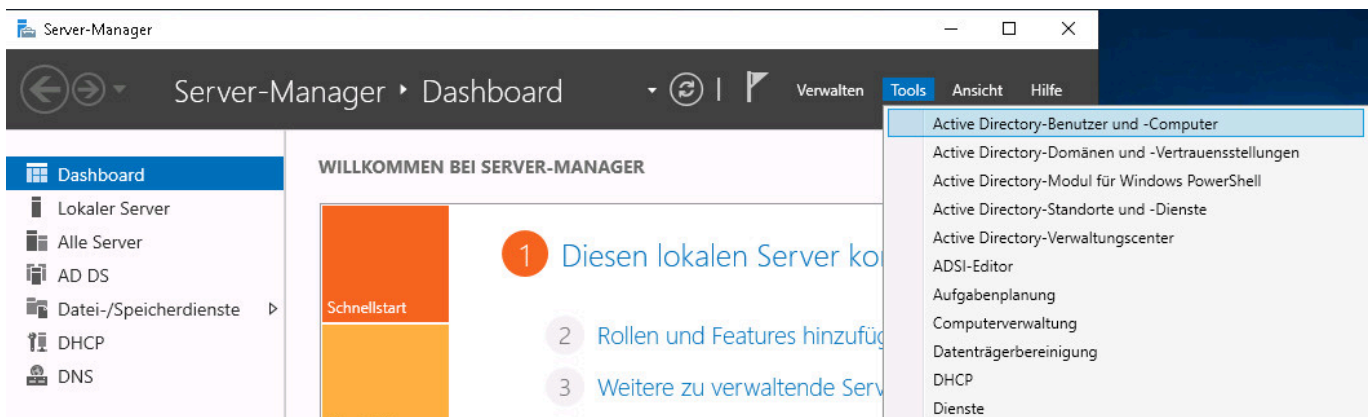 Server-Manager
Server-Manager Dashboard
Verwalten Tools Ansicht Hilfe
Dashboard
Lokaler Server
Alle Server
AD DS
Datei-/Speicherdienste
DHCP
DNS
WILLKOMMEN BEI SERVER-MANAGER
Schnellstart
1 Diesen lokalen Server
2 Rollen und Features
3 Weitere zu verwaltende
Active Directory-Benutzer und -Computer
Active Directory-Domänen und -Vertrauensstellungen
Active Directory-Modul für Windows PowerShell
Active Directory-Standorte und -Dienste
Active Directory-Verwaltungscenter
ADSI-Editor
Aufgabenplanung
Computerverwaltung
Datenträgerbereinigung
DHCP
Dienste